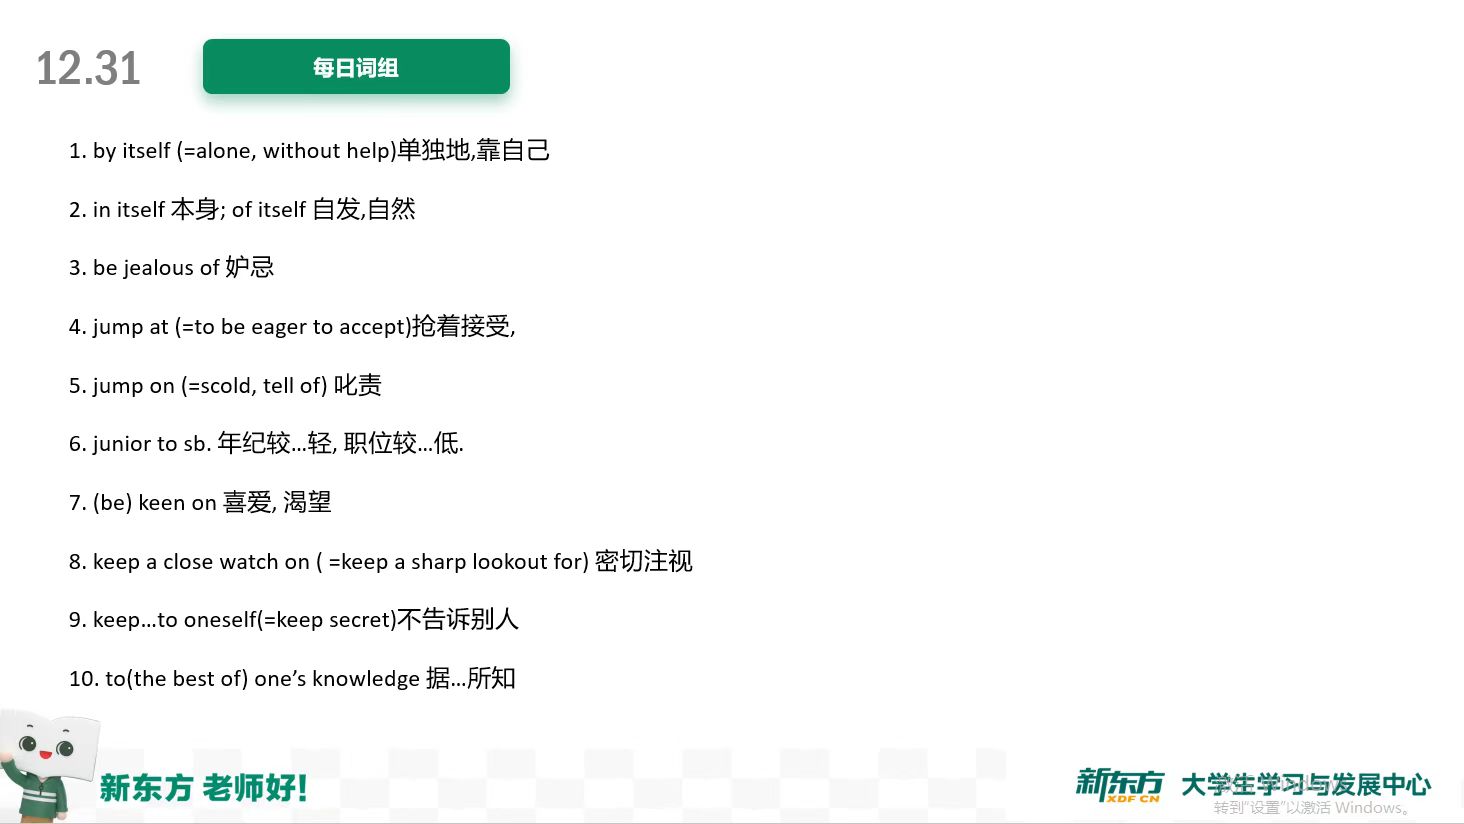 12.31
每日词组
1. by itself (=alone, without help)单独地,靠自己
2. in itself 本身; of itself 自发,自然
3. be jealous of 妒忌
4. jump at (=to be eager to accept)抢着接受,
5. jump on (=scold, tell of) 叱责
6. junior to sb. 年纪较…轻, 职位较…低.
7. (be) keen on 喜爱, 渴望
8. keep a close watch on ( =keep a sharp lookout for) 密切注视
9. keep…to oneself(=keep secret)不告诉别人
10. to(the best of) one’s knowledge 据…所知
新东方 老师好!
新东方 XDF.CN 大学生学习与发展中心
激活 Windows
转到“设置”以激活 Windows。